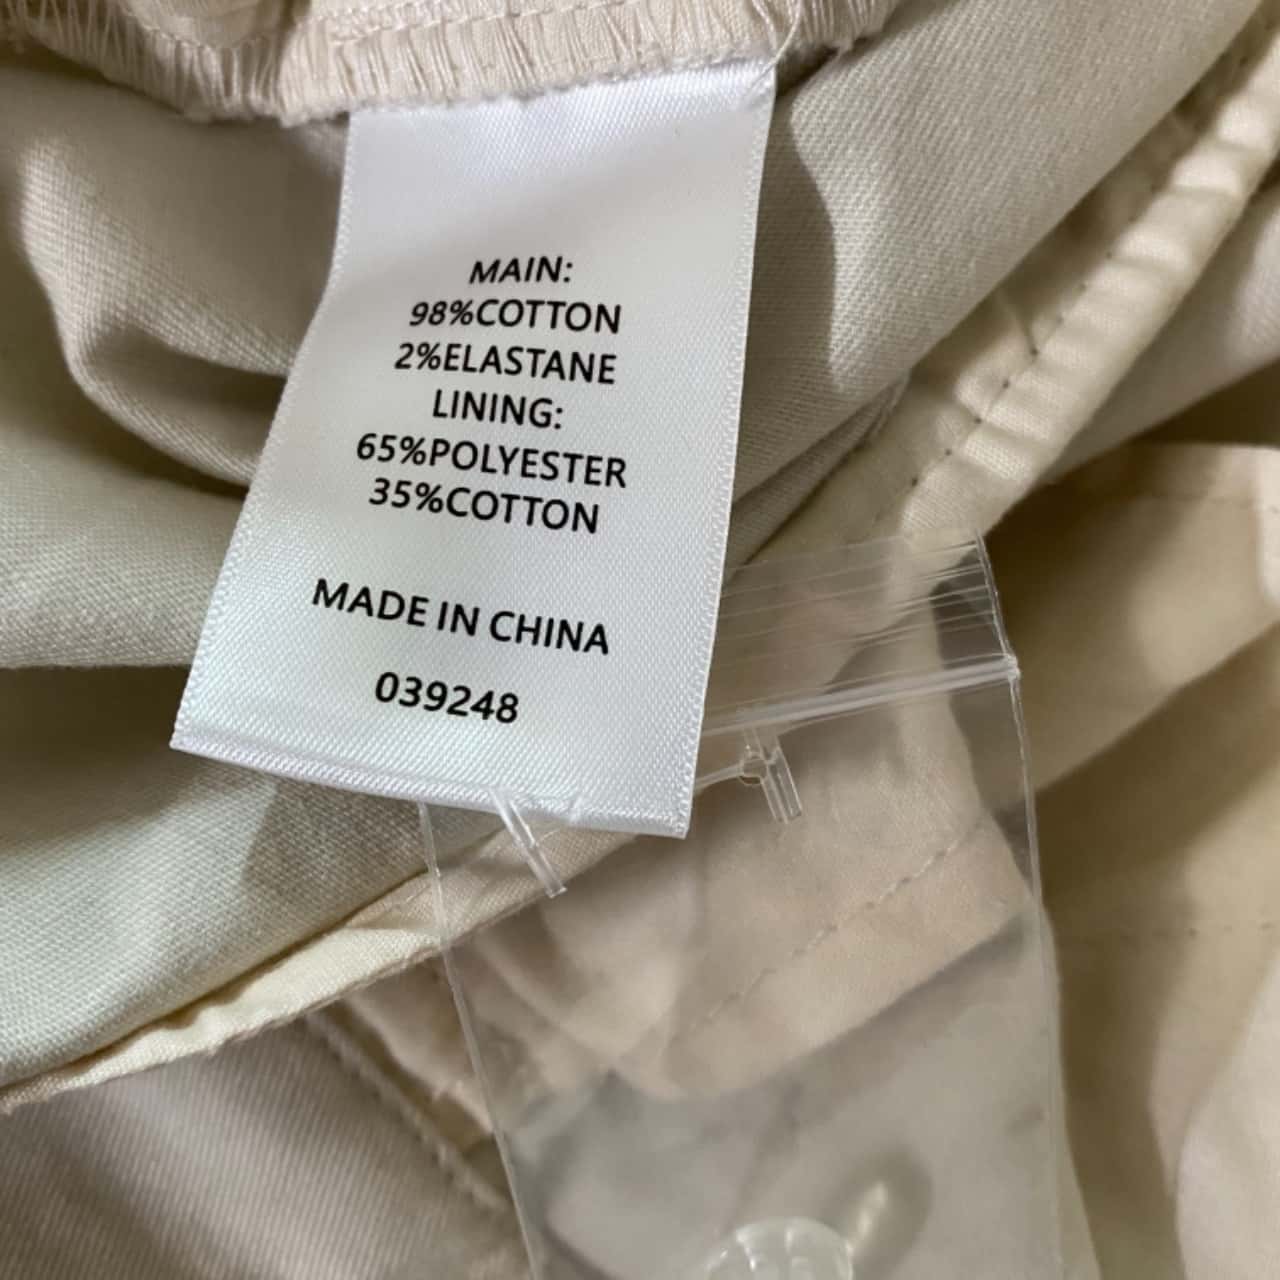 MAIN:
98%COTTON
2%ELASTANE
LINING:
65%POLYESTER
35%COTTON
MADE IN CHINA
039248